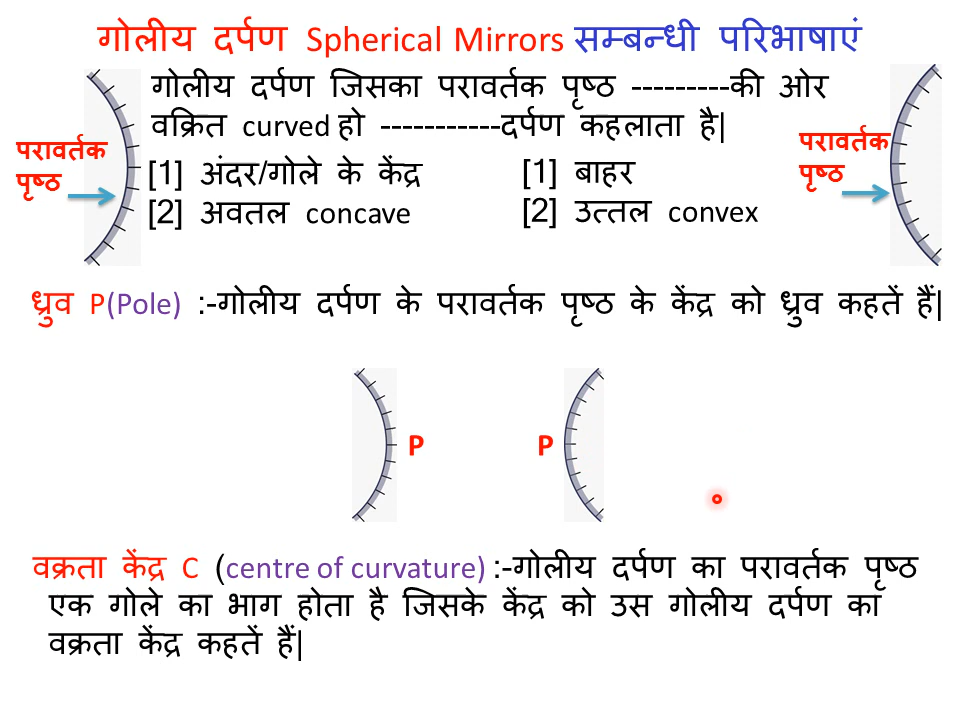 गोलीय दर्पण Spherical Mirrors सम्बन्धी परिभाषाएं
गोलीय दर्पण जिसका परावर्तक पृष्ठ ---------की ओर
वक्रित curved हो -----------दर्पण कहलाता है|
परावर्तक
पृष्ठ
[1] अंदर/गोले के केंद्र
[2] अवतल concave
[1] बाहर
[2] उत्तल convex
परावर्तक
पृष्ठ
ध्रुव P(Pole) :-गोलीय दर्पण के परावर्तक पृष्ठ के केंद्र को ध्रुव कहतें हैं|
P
P
वक्रता केंद्र C (centre of curvature) :-गोलीय दर्पण का परावर्तक पृष्ठ
एक गोले का भाग होता है जिसके केंद्र को उस गोलीय दर्पण का
वक्रता केंद्र कहतें हैं|